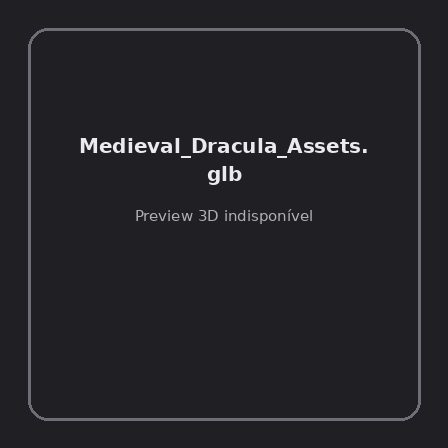 Medieval_Dracula_Assets.
glb
Preview 3D indisponível